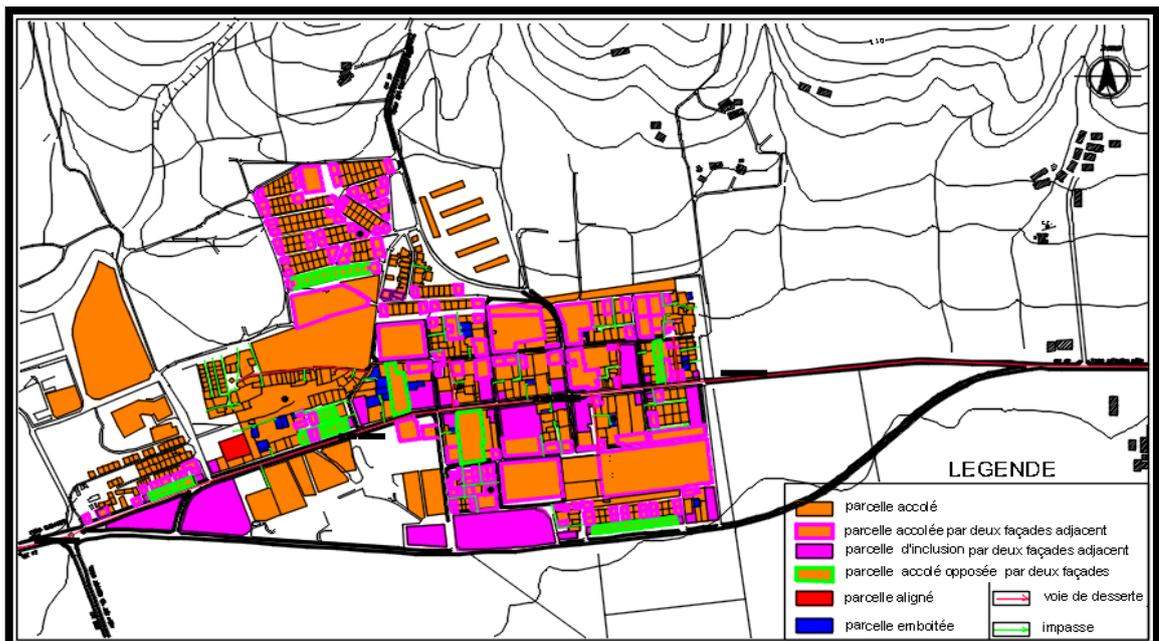 LEGENDE
parcelle accolé
parcelle accolée par deux façades adjacent
parcelle d'inclusion par deux façades adjacent
parcelle accolé opposée par deux façades
parcelle aligné
voie de desserte
parcelle emboitée
impasse